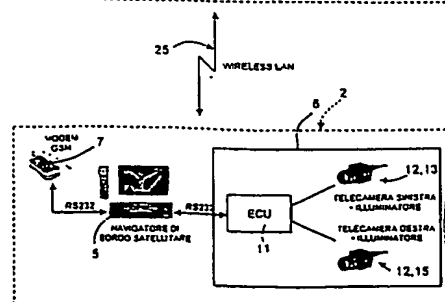 25
WIRELESS LAN
6
2
MODEM
GSM
7
RS232
5
NAVIGATORE DI
BORDO SATELLITARE
RS232
ECU
11
12,13
TELECAMERA SINISTRA
+ ILLUMINATORE
TELECAMERA DESTRA
+ ILLUMINATORE
12,15